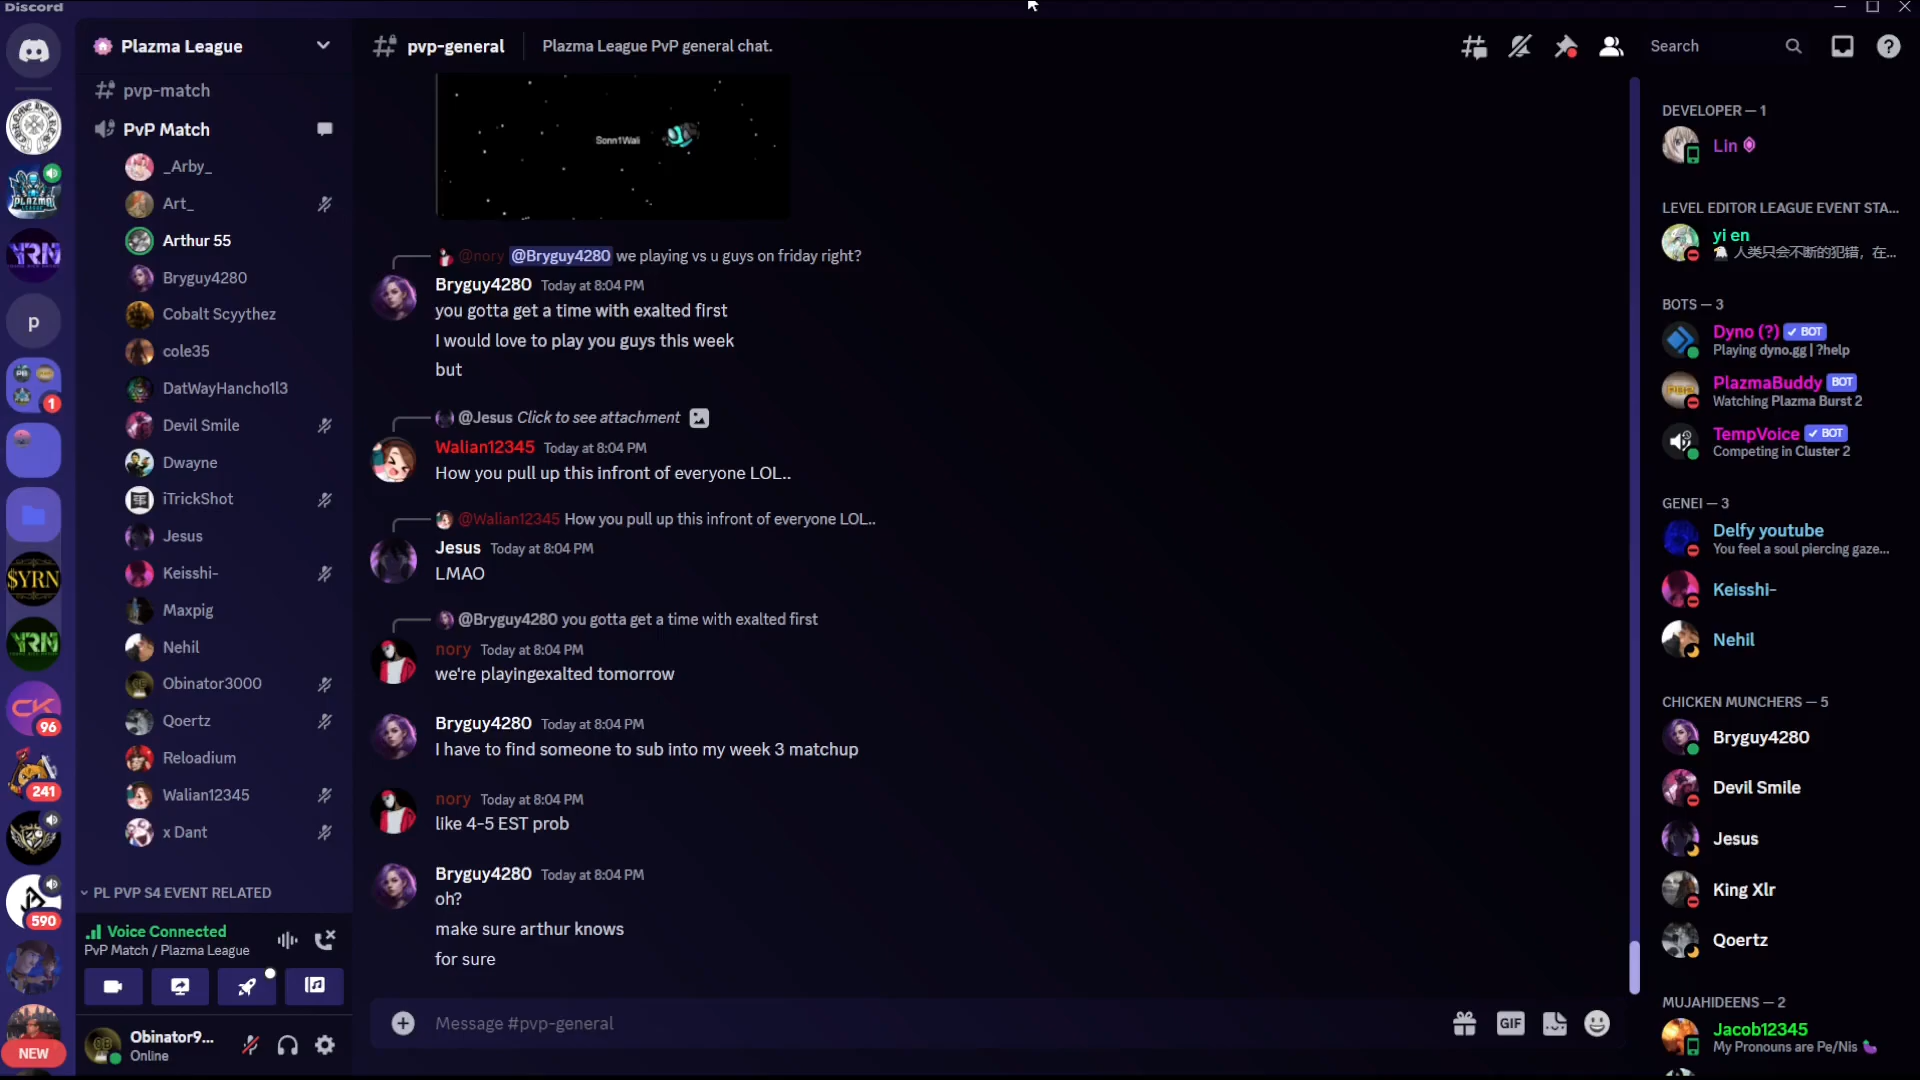 Discord
Plazma League
pvp-general
Plazma League PvP general chat.
Search
pvp-match
PvP Match
_Arby_
Art_
Arthur 55
Bryguy4280
Cobalt Scyythez
cole35
DatWayHancho1l3
Devil Smile
Dwayne
iTrickShot
Jesus
Keisshi-
Maxpig
Nehil
Obinator3000
Qoertz
Reloadium
Walian12345
x Dant
PL PVP S4 EVENT RELATED
Voice Connected
PvP Match / Plazma League
Obinator9...
Online
PLAZMA
YRN
p
1
$YRN
YRN
CK
96
241
590
NEW
Sonn1Wali
@nory @Bryguy4280 we playing vs u guys on friday right?
Bryguy4280 Today at 8:04 PM
you gotta get a time with exalted first
I would love to play you guys this week
but
@Jesus Click to see attachment
Walian12345 Today at 8:04 PM
How you pull up this infront of everyone LOL..
@Walian12345 How you pull up this infront of everyone LOL..
Jesus Today at 8:04 PM
LMAO
@Bryguy4280 you gotta get a time with exalted first
nory Today at 8:04 PM
we're playingexalted tomorrow
Bryguy4280 Today at 8:04 PM
I have to find someone to sub into my week 3 matchup
nory Today at 8:04 PM
like 4-5 EST prob
Bryguy4280 Today at 8:04 PM
oh?
make sure arthur knows
for sure
Message #pvp-general
GIF
DEVELOPER — 1
Lin
LEVEL EDITOR LEAGUE EVENT STA...
yi en
人类只会不断的犯错，在...
BOTS — 3
Dyno (?) BOT
Playing dyno.gg | ?help
PlazmaBuddy BOT
Watching Plazma Burst 2
TempVoice BOT
Competing in Cluster 2
GENEI — 3
Delfy youtube
You feel a soul piercing gaze...
Keisshi-
Nehil
CHICKEN MUNCHERS — 5
Bryguy4280
Devil Smile
Jesus
King Xlr
Qoertz
MUJAHIDEENS — 2
Jacob12345
My Pronouns are Pe/Nis